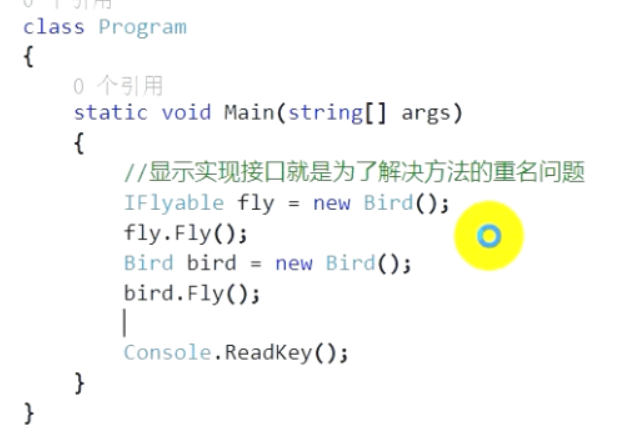 0 个引用
class Program
{
0 个引用
static void Main(string[] args)
{
//显示实现接口就是为了解决方法的重名问题
IFlyable fly = new Bird();
fly.Fly();
Bird bird = new Bird();
bird.Fly();
Console.ReadKey();
}
}